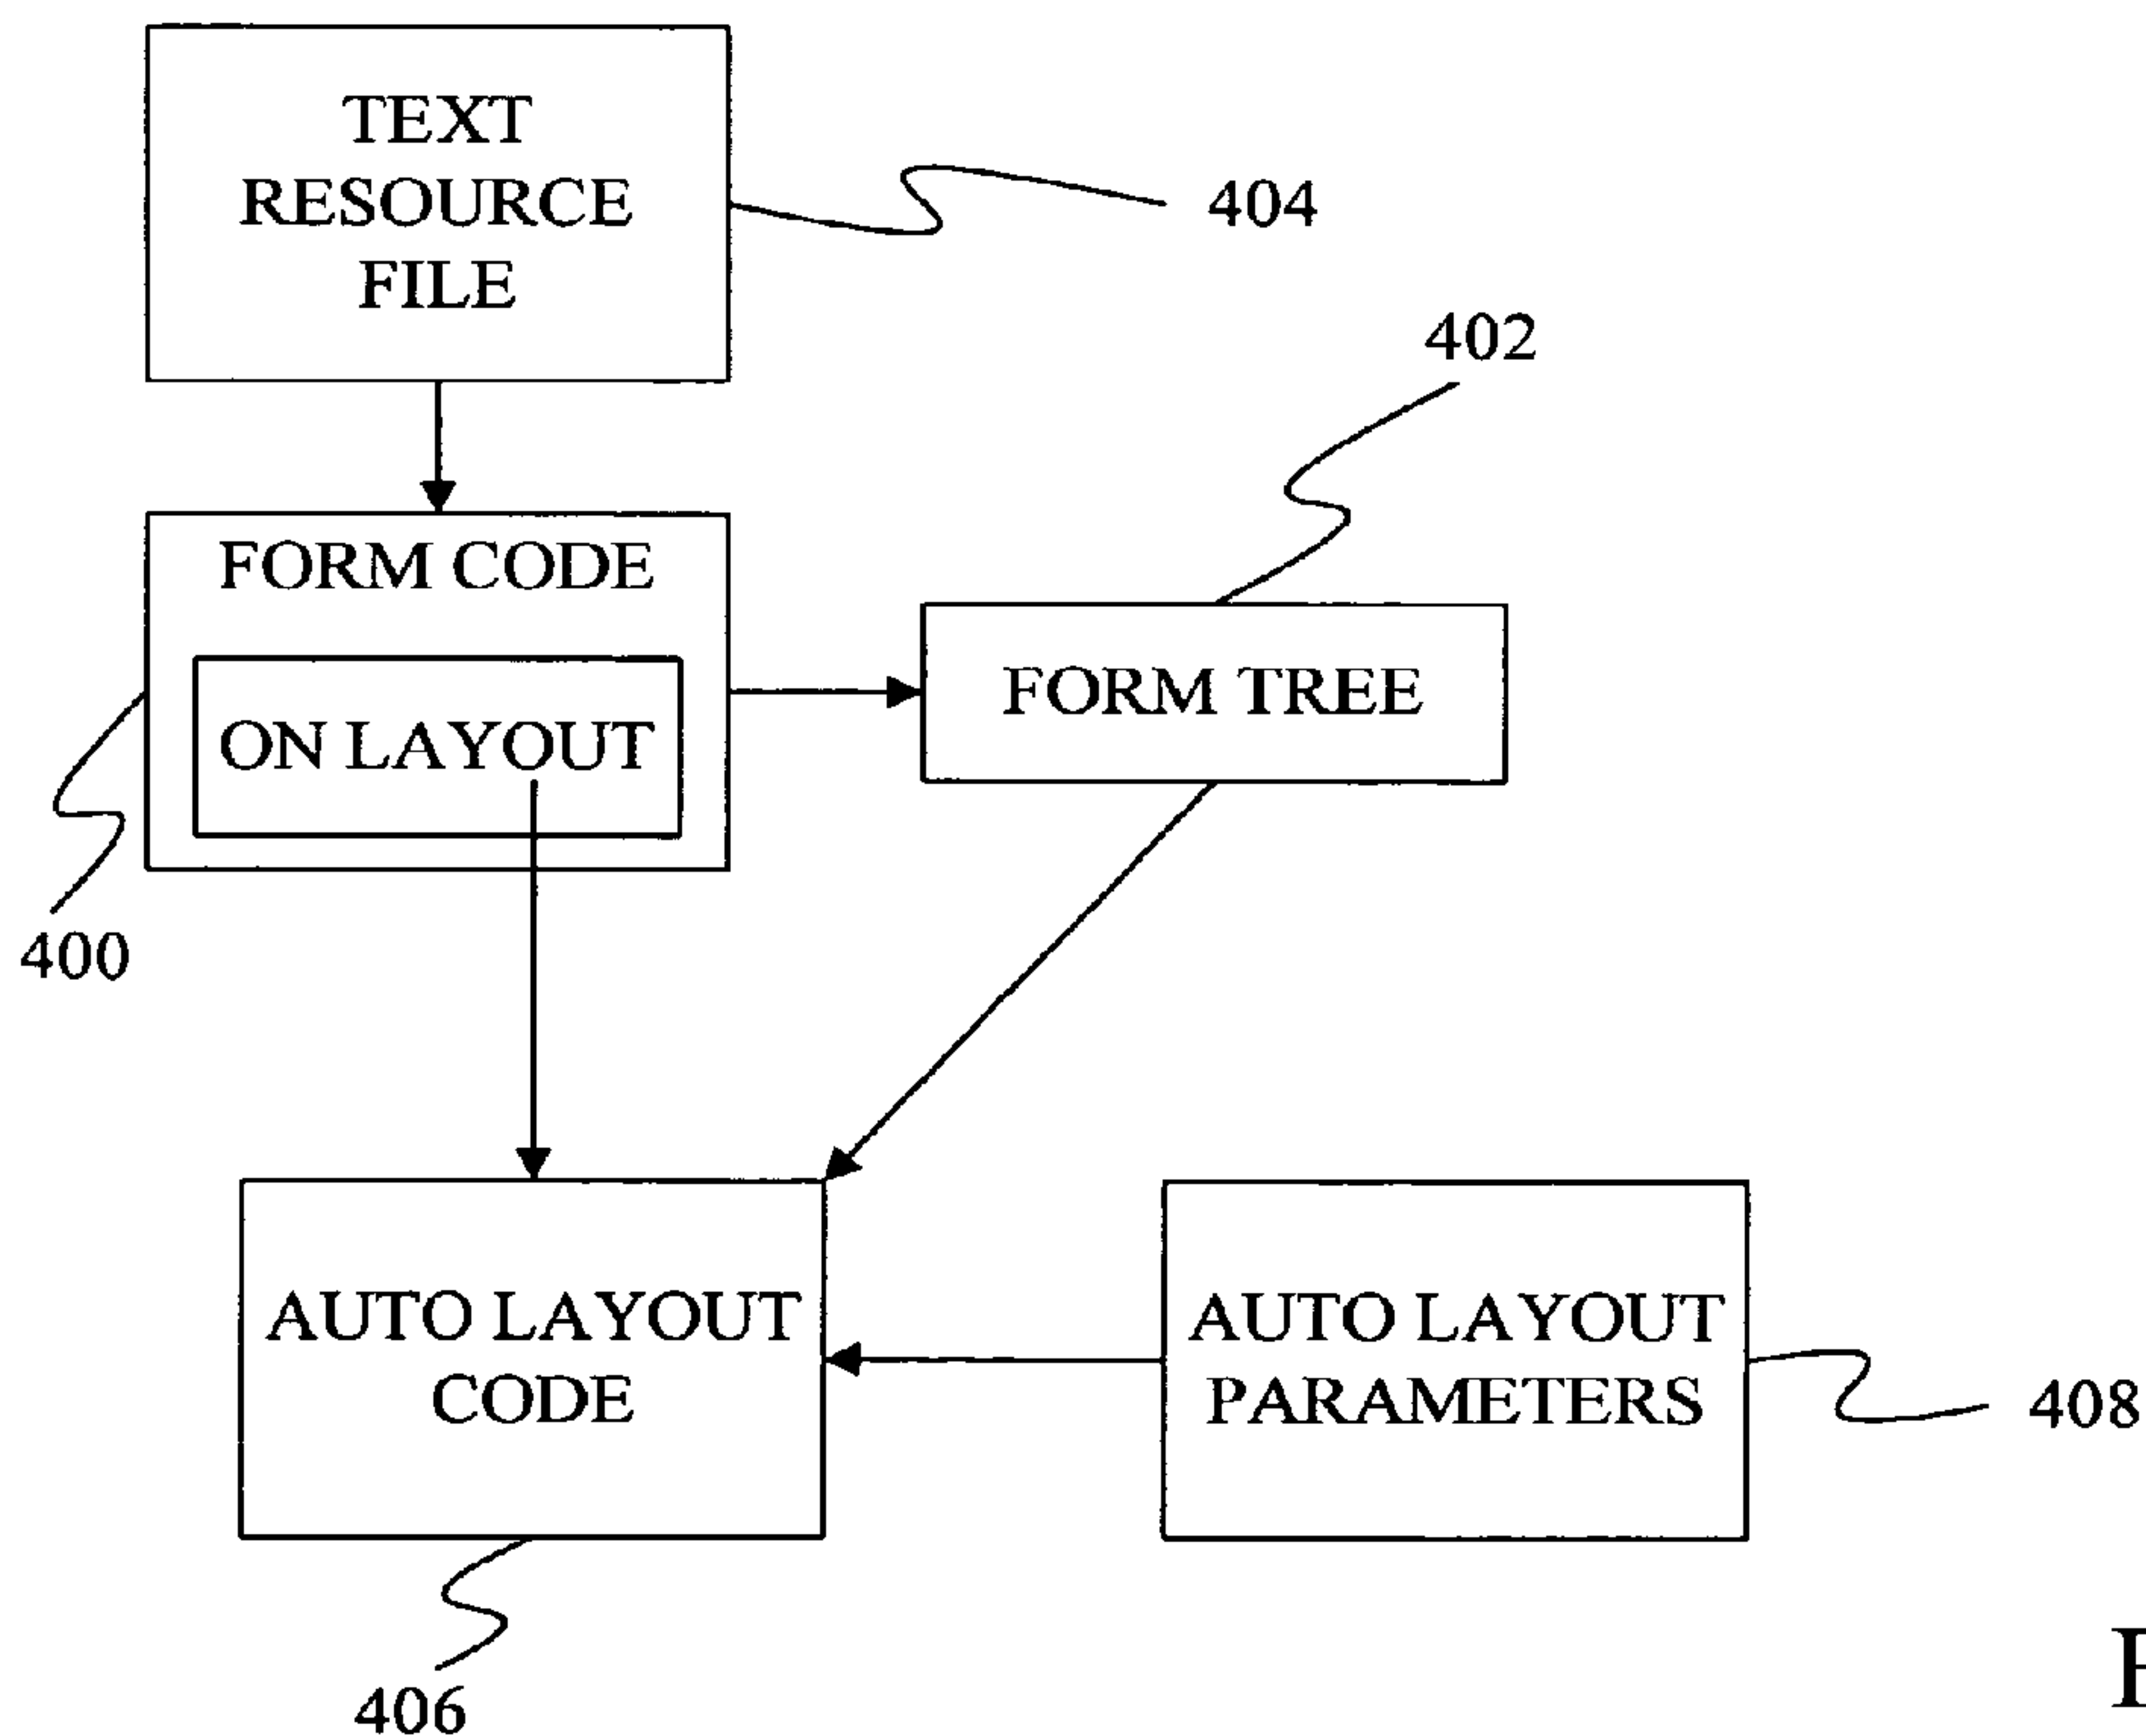 TEXT
RESOURCE
FILE
404
402
FORM CODE
ON LAYOUT
FORM TREE
400
AUTO LAYOUT
CODE
AUTO LAYOUT
PARAMETERS
408
406